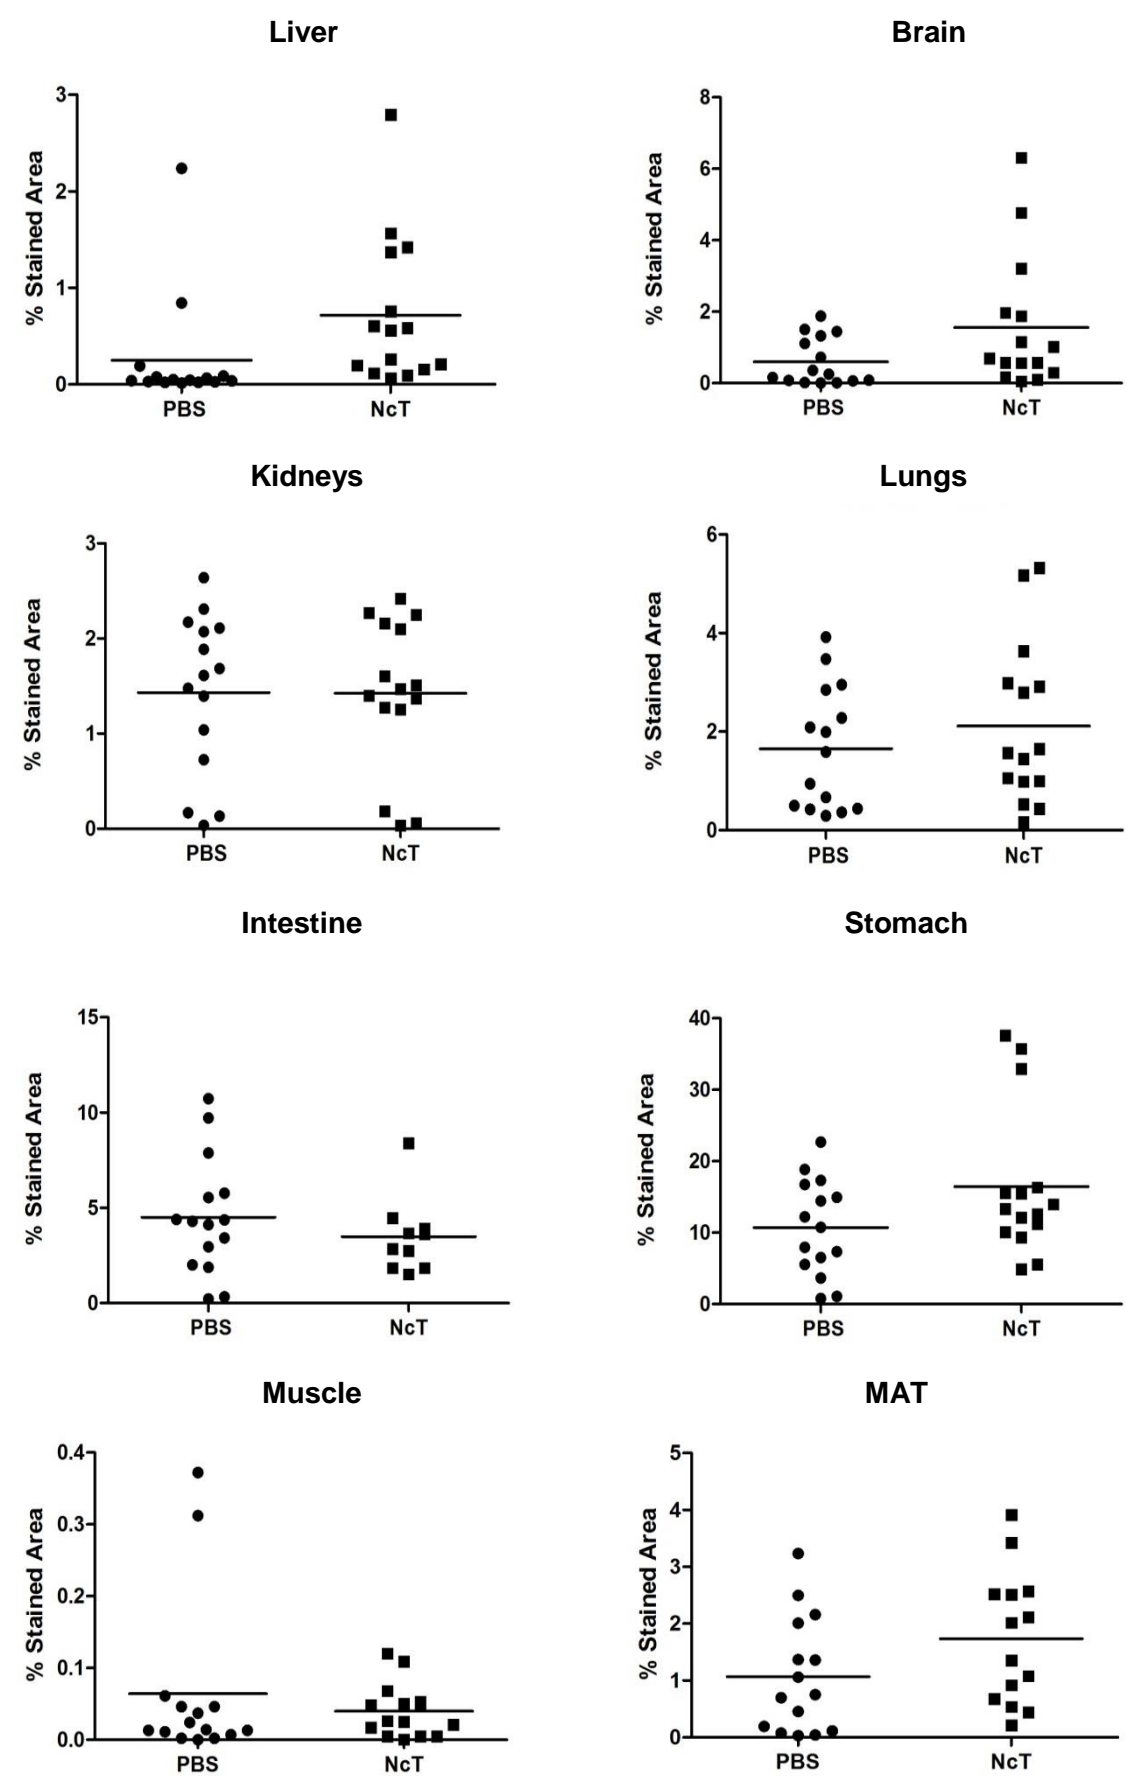 Liver
% Stained Area
3
2
1
0
PBS
NcT
Brain
% Stained Area
8
6
4
2
0
PBS
NcT
Kidneys
% Stained Area
3
2
1
0
PBS
NcT
Lungs
% Stained Area
6
4
2
0
PBS
NcT
Intestine
% Stained Area
15
10
5
0
PBS
NcT
Stomach
% Stained Area
40
30
20
10
0
PBS
NcT
Muscle
% Stained Area
0.4
0.3
0.2
0.1
0.0
PBS
NcT
MAT
% Stained Area
5
4
3
2
1
0
PBS
NcT